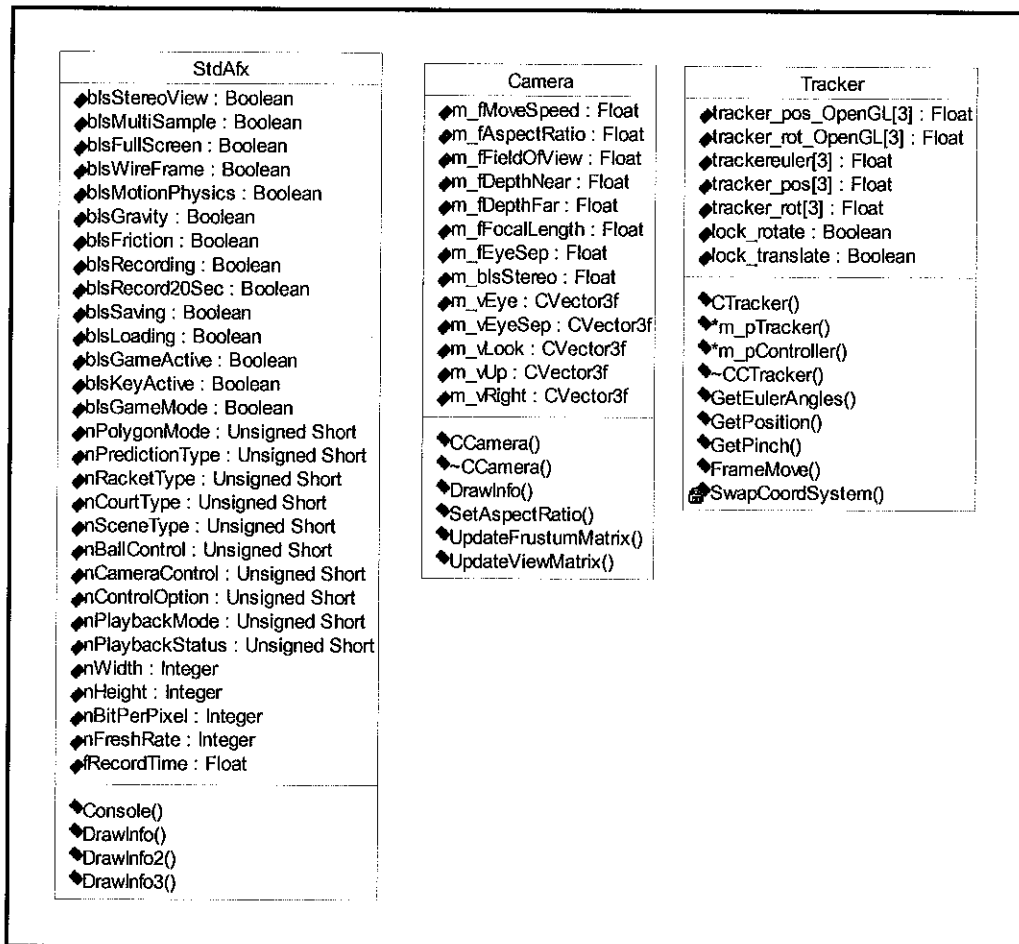 StdAfx
bIsStereoView : Boolean
bIsMultiSample : Boolean
bIsFullScreen : Boolean
bIsWireFrame : Boolean
bIsMotionPhysics : Boolean
bIsGravity : Boolean
bIsFriction : Boolean
bIsRecording : Boolean
bIsRecord20Sec : Boolean
bIsSaving : Boolean
bIsLoading : Boolean
bIsGameActive : Boolean
bIsKeyActive : Boolean
bIsGameMode : Boolean
nPolygonMode : Unsigned Short
nPredictionType : Unsigned Short
nRacketType : Unsigned Short
nCourtType : Unsigned Short
nSceneType : Unsigned Short
nBallControl : Unsigned Short
nCameraControl : Unsigned Short
nControlOption : Unsigned Short
nPlaybackMode : Unsigned Short
nPlaybackStatus : Unsigned Short
nWidth : Integer
nHeight : Integer
nBitPerPixel : Integer
nFreshRate : Integer
fRecordTime : Float
Console()
DrawInfo()
DrawInfo2()
DrawInfo3()
Camera
m_fMoveSpeed : Float
m_fAspectRatio : Float
m_fFieldOfView : Float
m_fDepthNear : Float
m_fDepthFar : Float
m_fFocalLength : Float
m_fEyeSep : Float
m_bIsStereo : Float
m_vEye : CVector3f
m_vEyeSep : CVector3f
m_vLook : CVector3f
m_vUp : CVector3f
m_vRight : CVector3f
CCamera()
~CCamera()
DrawInfo()
SetAspectRatio()
UpdateFrustumMatrix()
UpdateViewMatrix()
Tracker
tracker_pos_OpenGL[3] : Float
tracker_rot_OpenGL[3] : Float
trackereuler[3] : Float
tracker_pos[3] : Float
tracker_rot[3] : Float
lock_rotate : Boolean
lock_translate : Boolean
CTracker()
*m_pTracker()
*m_pController()
~CCTracker()
GetEulerAngles()
GetPosition()
GetPinch()
FrameMove()
SwapCoordSystem()